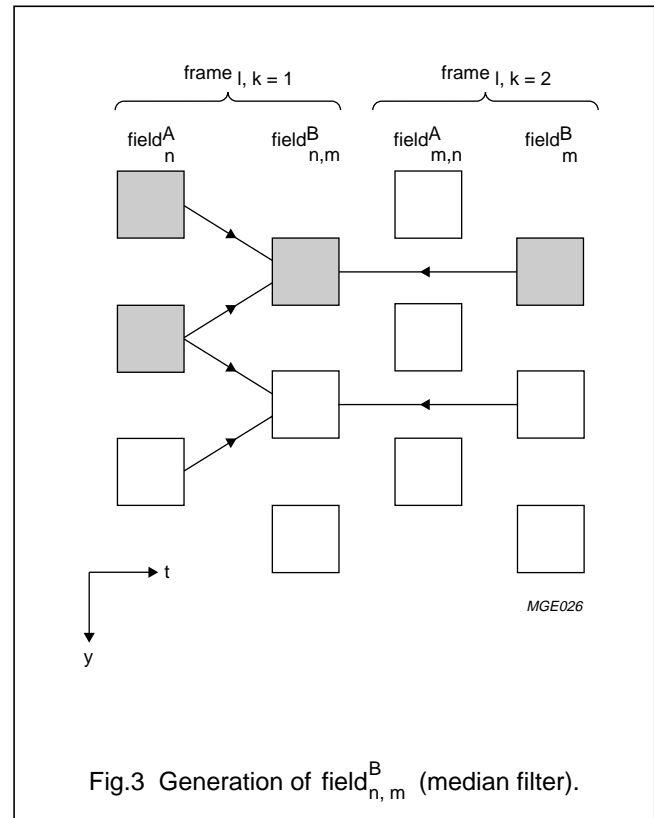 frame l, k = 1 frame l, k = 2
field A n field B n,m field A m,n field B m
t
MGE026
y
Fig.3 Generation of field B n, m (median filter).